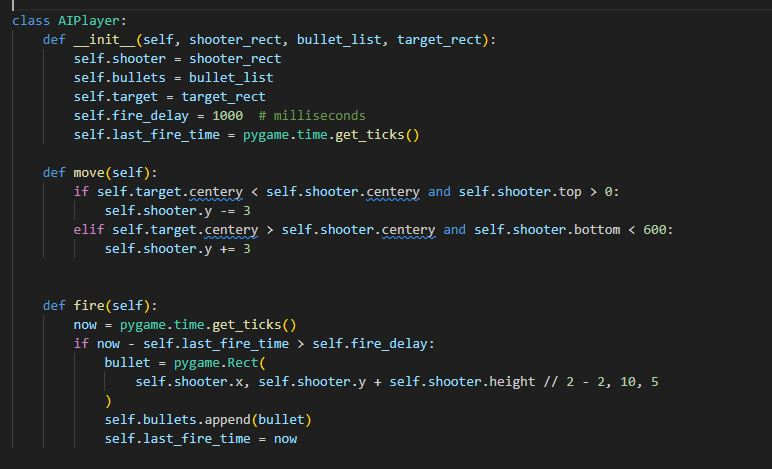 class AIPlayer:
    def __init__(self, shooter_rect, bullet_list, target_rect):
        self.shooter = shooter_rect
        self.bullets = bullet_list
        self.target = target_rect
        self.fire_delay = 1000  # milliseconds
        self.last_fire_time = pygame.time.get_ticks()

    def move(self):
        if self.target.centery < self.shooter.centery and self.shooter.top > 0:
            self.shooter.y -= 3
        elif self.target.centery > self.shooter.centery and self.shooter.bottom < 600:
            self.shooter.y += 3


    def fire(self):
        now = pygame.time.get_ticks()
        if now - self.last_fire_time > self.fire_delay:
            bullet = pygame.Rect(
                self.shooter.x, self.shooter.y + self.shooter.height // 2 - 2, 10, 5
            )
            self.bullets.append(bullet)
            self.last_fire_time = now